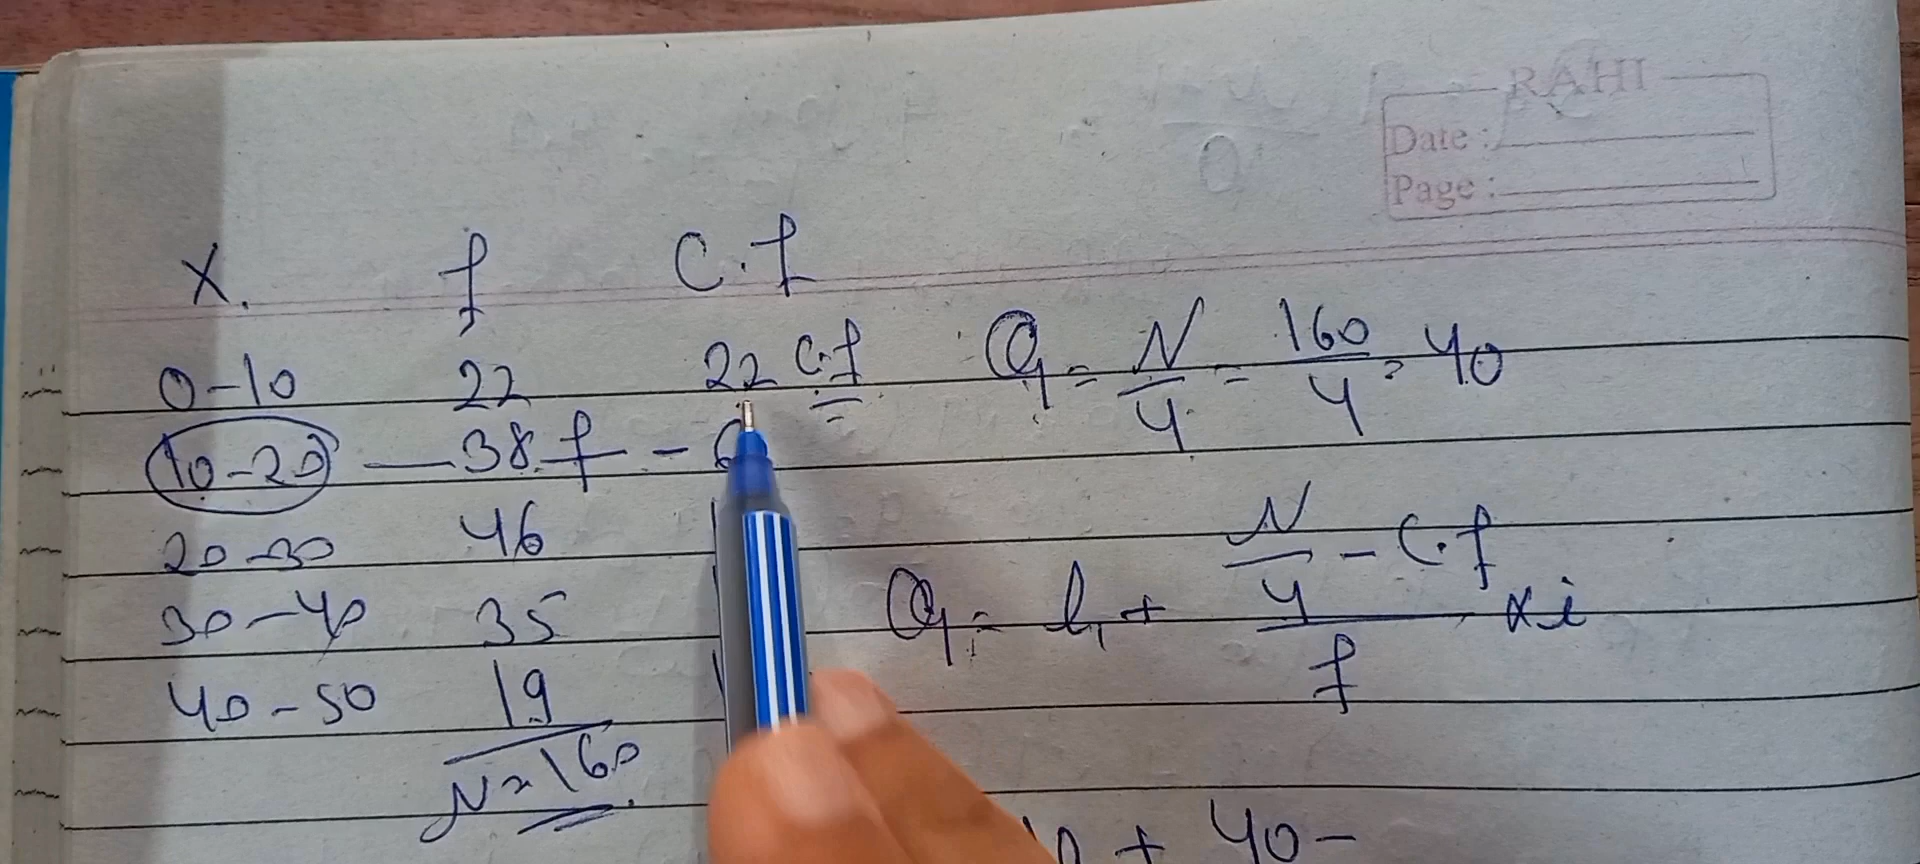 RAHI
Date :
Page :
X. f C.f
0-10 22 22 C.f Q1 = N/4 = 160/4 = 40
10-20 — 38 f -
20-30 46
Q1 = l1 + N/4 - C.f / f × i
30-40 35
40-50 19
N = 160
+ 40 -